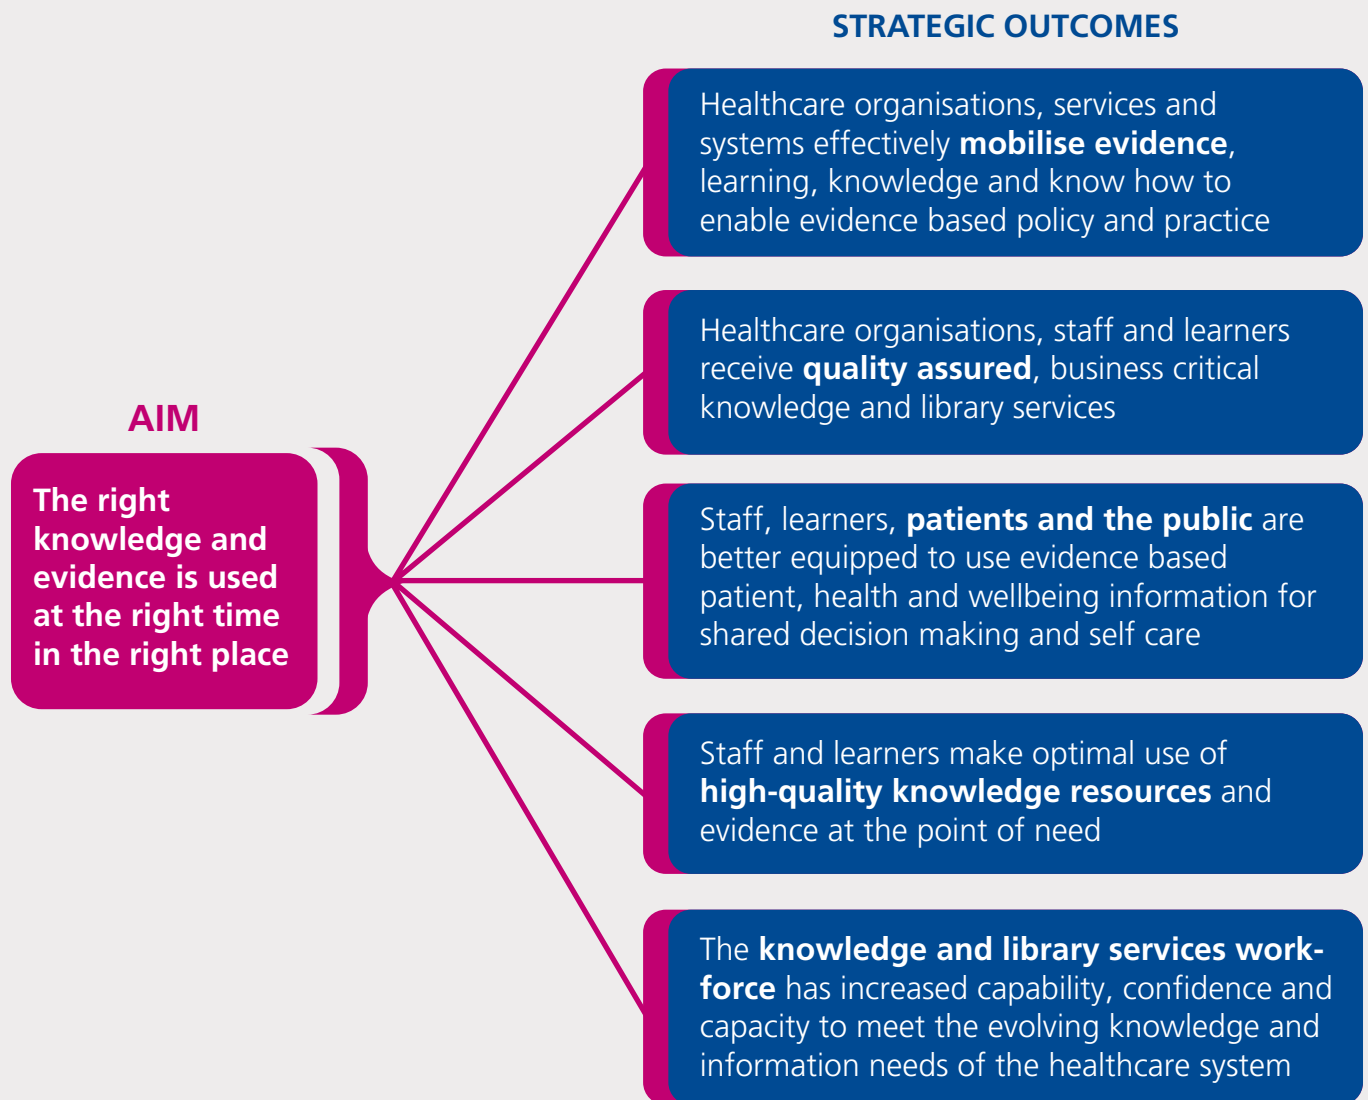 STRATEGIC OUTCOMES
AIM
The right
knowledge and
evidence is used
at the right time
in the right place
Healthcare organisations, services and
systems effectively mobilise evidence,
learning, knowledge and know how to
enable evidence based policy and practice
Healthcare organisations, staff and learners
receive quality assured, business critical
knowledge and library services
Staff, learners, patients and the public are
better equipped to use evidence based
patient, health and wellbeing information for
shared decision making and self care
Staff and learners make optimal use of
high-quality knowledge resources and
evidence at the point of need
The knowledge and library services work-
force has increased capability, confidence and
capacity to meet the evolving knowledge and
information needs of the healthcare system